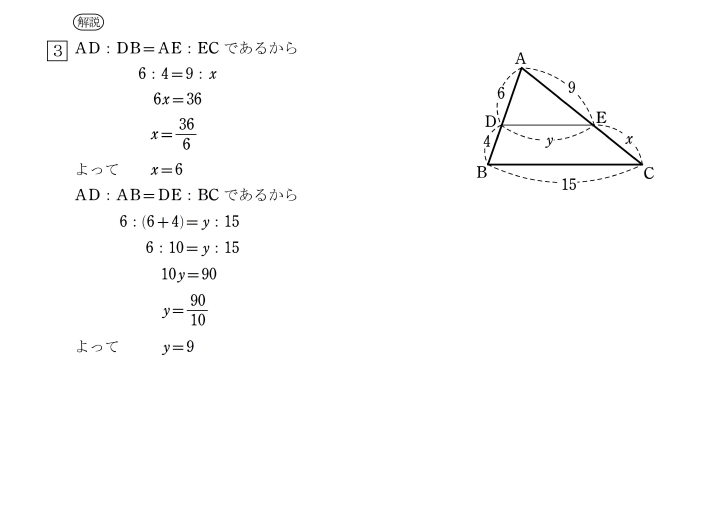 解説
3 AD：DB＝AE：EC であるから
6：4＝9：x
6x＝36
x＝36/6
よって x＝6
AD：AB＝DE：BC であるから
6：(6＋4)＝y：15
6：10＝y：15
10y＝90
y＝90/10
よって y＝9
A
6
9
D
E
4
y
x
B
C
15